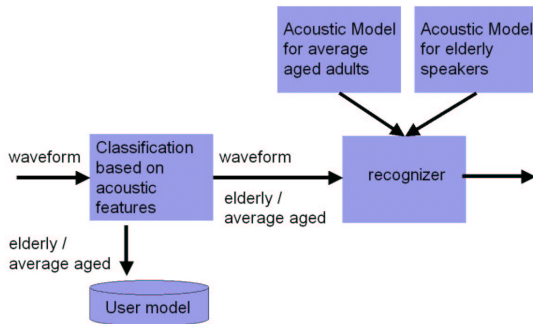 Acoustic Model
for average
aged adults
Acoustic Model
for elderly
speakers
waveform
Classification
based on
acoustic
features
waveform
elderly /
average aged
recognizer
elderly /
average aged
User model